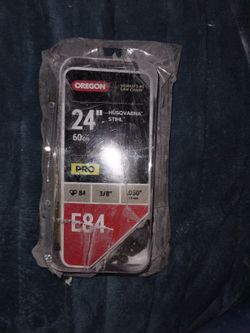 OREGON
24"
HUSQVARNA
STIHL
60cm
PRO
84
3/8"
.050"
E84